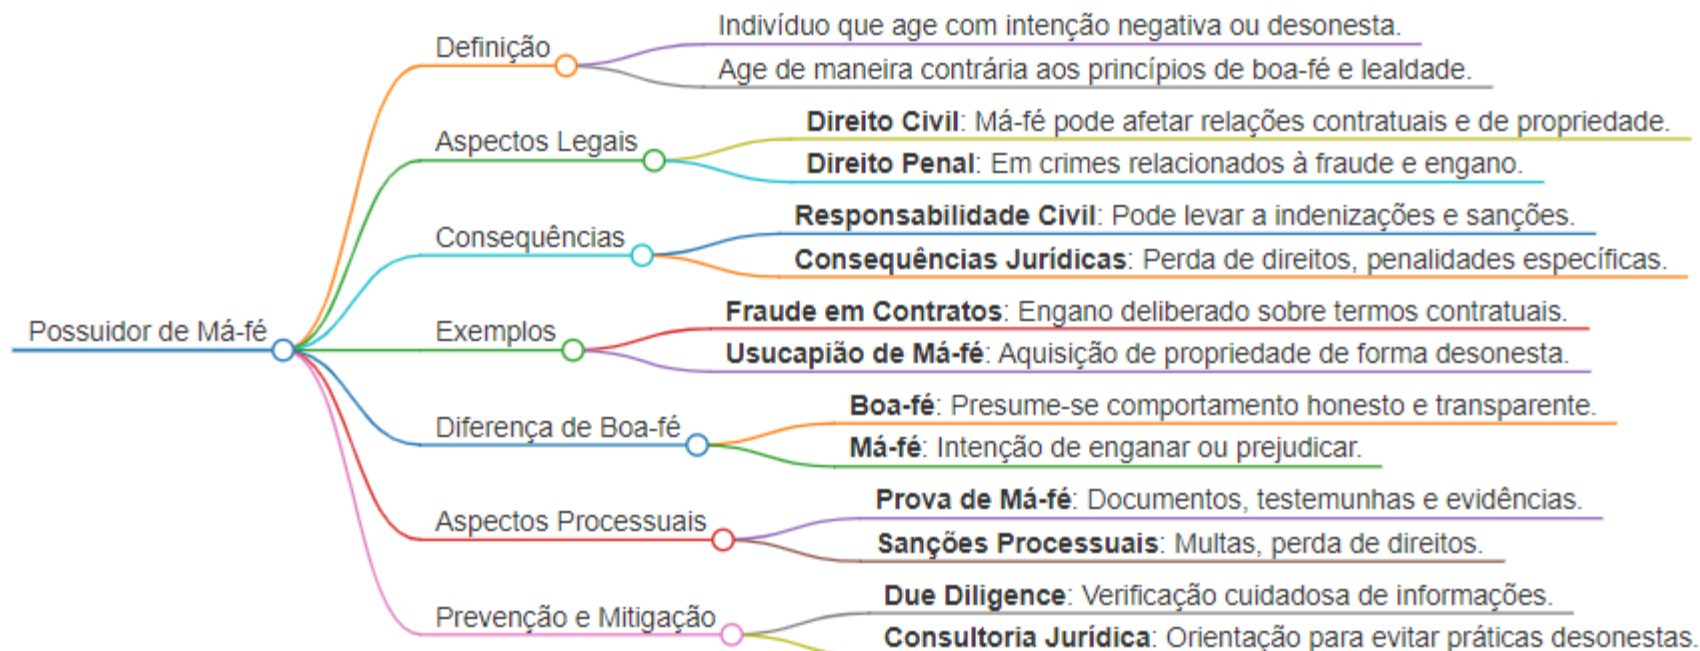 Possuidor de Má-fé
Definição
Indivíduo que age com intenção negativa ou desonesta.
Age de maneira contrária aos princípios de boa-fé e lealdade.
Aspectos Legais
Direito Civil: Má-fé pode afetar relações contratuais e de propriedade.
Direito Penal: Em crimes relacionados à fraude e engano.
Consequências
Responsabilidade Civil: Pode levar a indenizações e sanções.
Consequências Jurídicas: Perda de direitos, penalidades específicas.
Exemplos
Fraude em Contratos: Engano deliberado sobre termos contratuais.
Usucapião de Má-fé: Aquisição de propriedade de forma desonesta.
Diferença de Boa-fé
Boa-fé: Presume-se comportamento honesto e transparente.
Má-fé: Intenção de enganar ou prejudicar.
Aspectos Processuais
Prova de Má-fé: Documentos, testemunhas e evidências.
Sanções Processuais: Multas, perda de direitos.
Prevenção e Mitigação
Due Diligence: Verificação cuidadosa de informações.
Consultoria Jurídica: Orientação para evitar práticas desonestas.